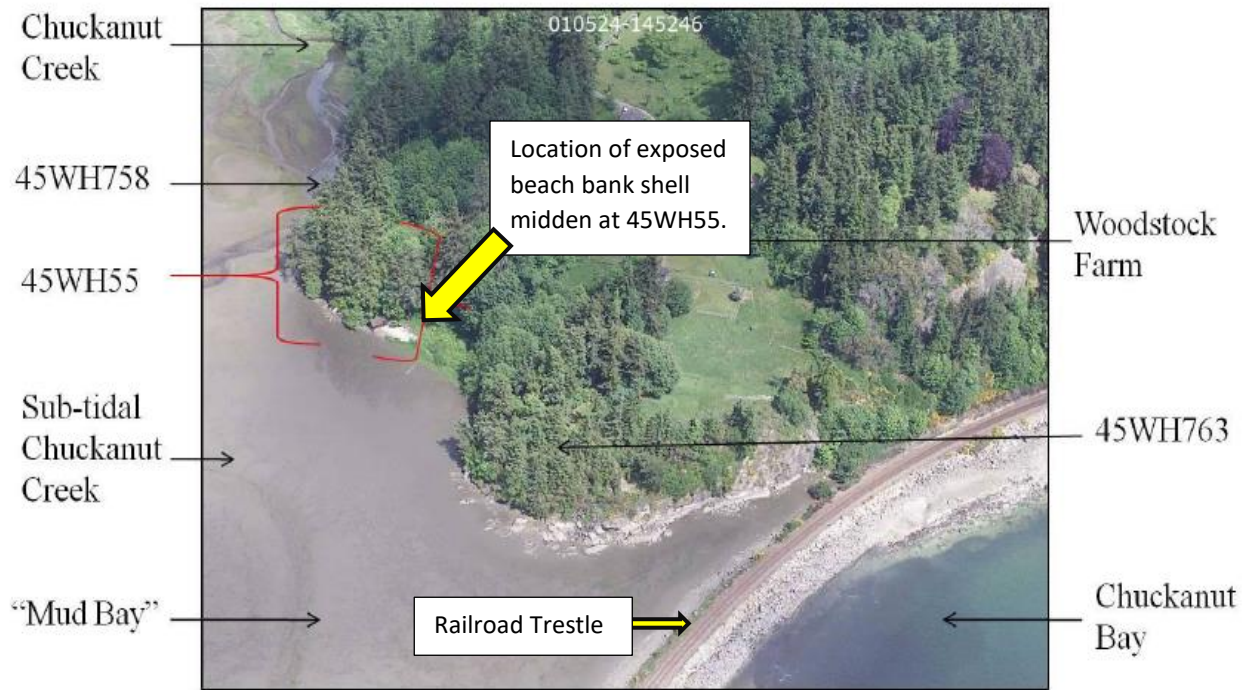 010524-145246
Chuckanut
Creek
45WH758
45WH55
Sub-tidal
Chuckanut
Creek
“Mud Bay”
Location of exposed
beach bank shell
midden at 45WH55.
Railroad Trestle
Woodstock
Farm
45WH763
Chuckanut
Bay